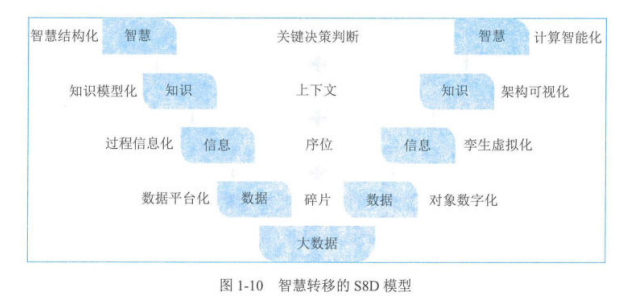 智慧结构化 智慧 关键决策判断 智慧 计算智能化
知识模型化 知识 上下文 知识 架构可视化
过程信息化 信息 序位 信息 孪生虚拟化
数据平台化 数据 碎片 数据 对象数字化
大数据
图 1-10 智慧转移的 S8D 模型